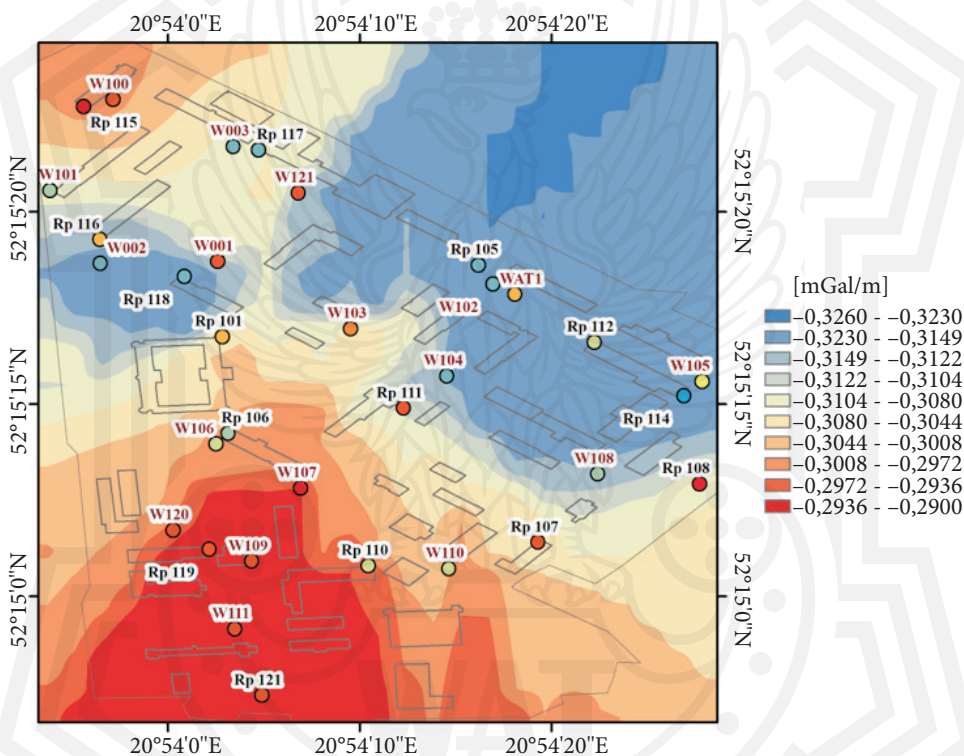 20°54'0"E 20°54'10"E 20°54'20"E
52°15'20"N
52°15'15"N
52°15'0"N
W100
Rp 115
W003 Rp 117
W101
W121
Rp 116
W002
W001
Rp 118
Rp 105
WAT1
W102
W103
Rp 101
Rp 112
W104
W105
Rp 111
Rp 114
Rp 106
W106
W107
W108
Rp 108
W120
W109
Rp 119
Rp 110
W110
Rp 107
W111
Rp 121
52°15'20"N
52°15'15"N
52°15'0"N
20°54'0"E 20°54'10"E 20°54'20"E
[mGal/m]
–0,3260 - –0,3230
–0,3230 - –0,3149
–0,3149 - –0,3122
–0,3122 - –0,3104
–0,3104 - –0,3080
–0,3080 - –0,3044
–0,3044 - –0,3008
–0,3008 - –0,2972
–0,2972 - –0,2936
–0,2936 - –0,2900